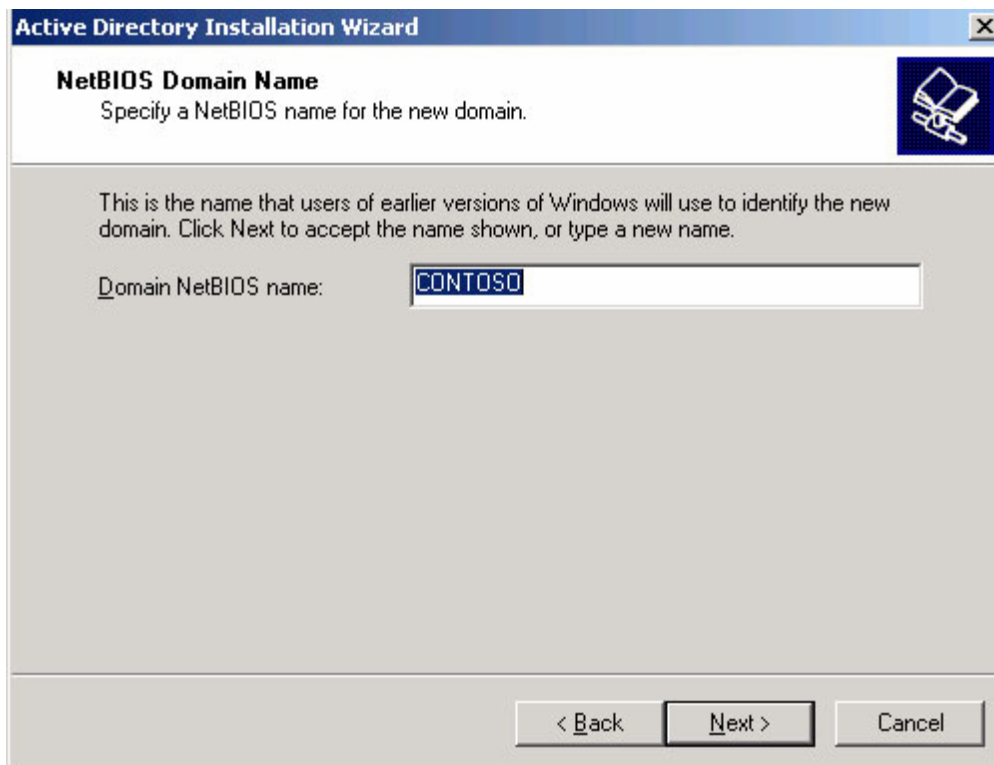 Active Directory Installation Wizard
NetBIOS Domain Name
Specify a NetBIOS name for the new domain.
This is the name that users of earlier versions of Windows will use to identify the new
domain. Click Next to accept the name shown, or type a new name.
Domain NetBIOS name: CONTOSO
< Back Next > Cancel